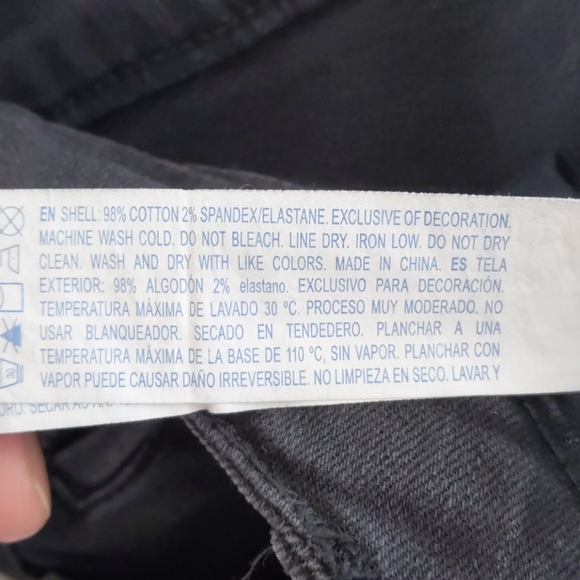 EN SHELL: 98% COTTON 2% SPANDEX/ELASTANE. EXCLUSIVE OF DECORATION.
MACHINE WASH COLD. DO NOT BLEACH. LINE DRY. IRON LOW. DO NOT DRY
CLEAN. WASH AND DRY WITH LIKE COLORS. MADE IN CHINA. ES TELA
EXTERIOR: 98% ALGODÓN 2% elastano. EXCLUSIVO PARA DECORACIÓN.
TEMPERATURA MÁXIMA DE LAVADO 30 ºC. PROCESO MUY MODERADO. NO
USAR BLANQUEADOR. SECADO EN TENDEDERO. PLANCHAR A UNA
TEMPERATURA MÁXIMA DE LA BASE DE 110 ºC, SIN VAPOR. PLANCHAR CON
VAPOR PUEDE CAUSAR DAÑO IRREVERSIBLE. NO LIMPIEZA EN SECO. LAVAR Y
SECAR